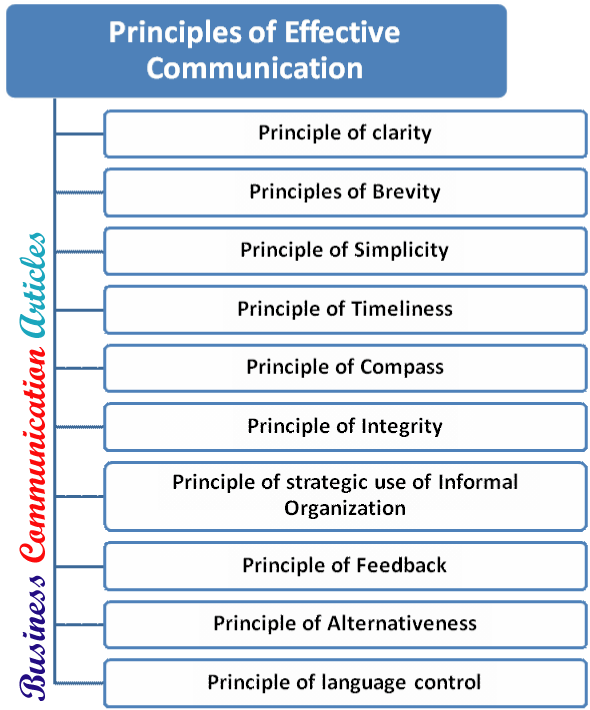 Principles of Effective
Communication
Principle of clarity
Principles of Brevity
Principle of Simplicity
Principle of Timeliness
Principle of Compass
Principle of Integrity
Principle of strategic use of Informal
Organization
Principle of Feedback
Principle of Alternativeness
Principle of language control
Business Communication Articles